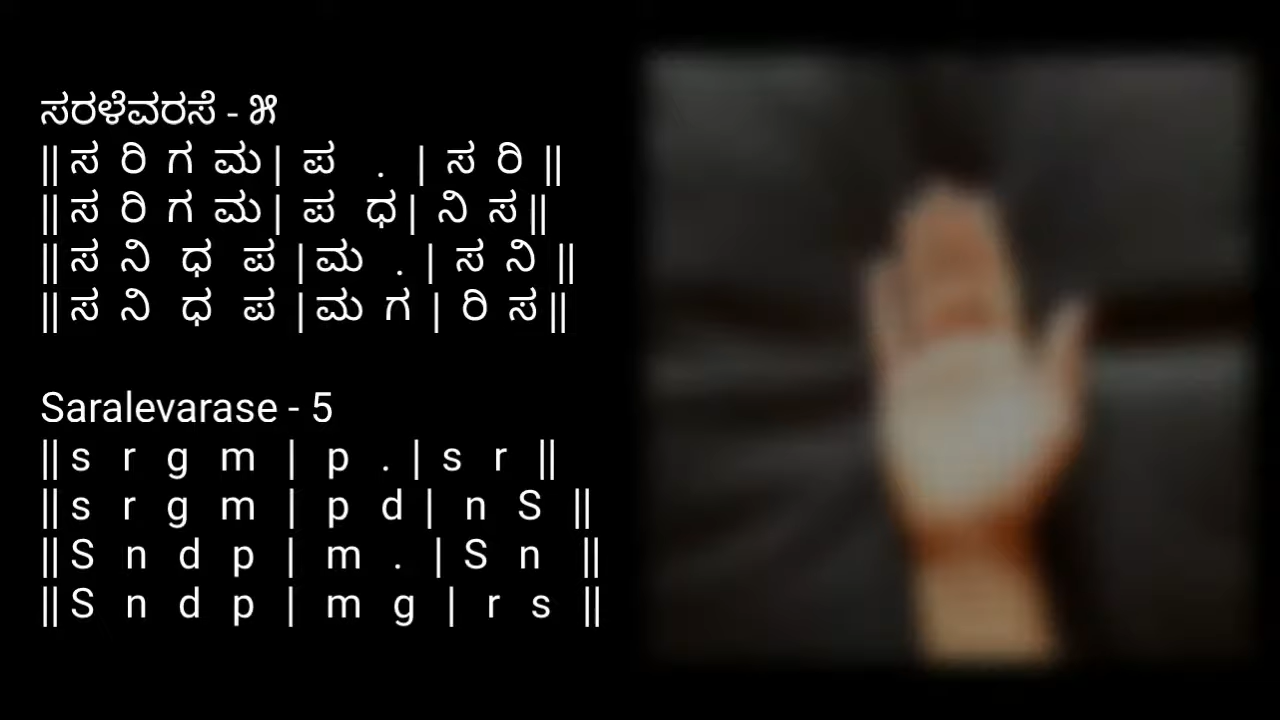 ಸರಳೆವರಸೆ - ೫
|| ಸ ರಿ ಗ ಮ | ಪ . | ಸ ರಿ ||
|| ಸ ರಿ ಗ ಮ | ಪ ಧ | ನಿ ಸ ||
|| ಸ ನಿ ಧ ಪ | ಮ . | ಸ ನಿ ||
|| ಸ ನಿ ಧ ಪ | ಮ ಗ | ರಿ ಸ ||
Saralevarase - 5
|| s r g m | p . | s r ||
|| s r g m | p d | n S ||
|| S n d p | m . | S n ||
|| S n d p | m g | r s ||